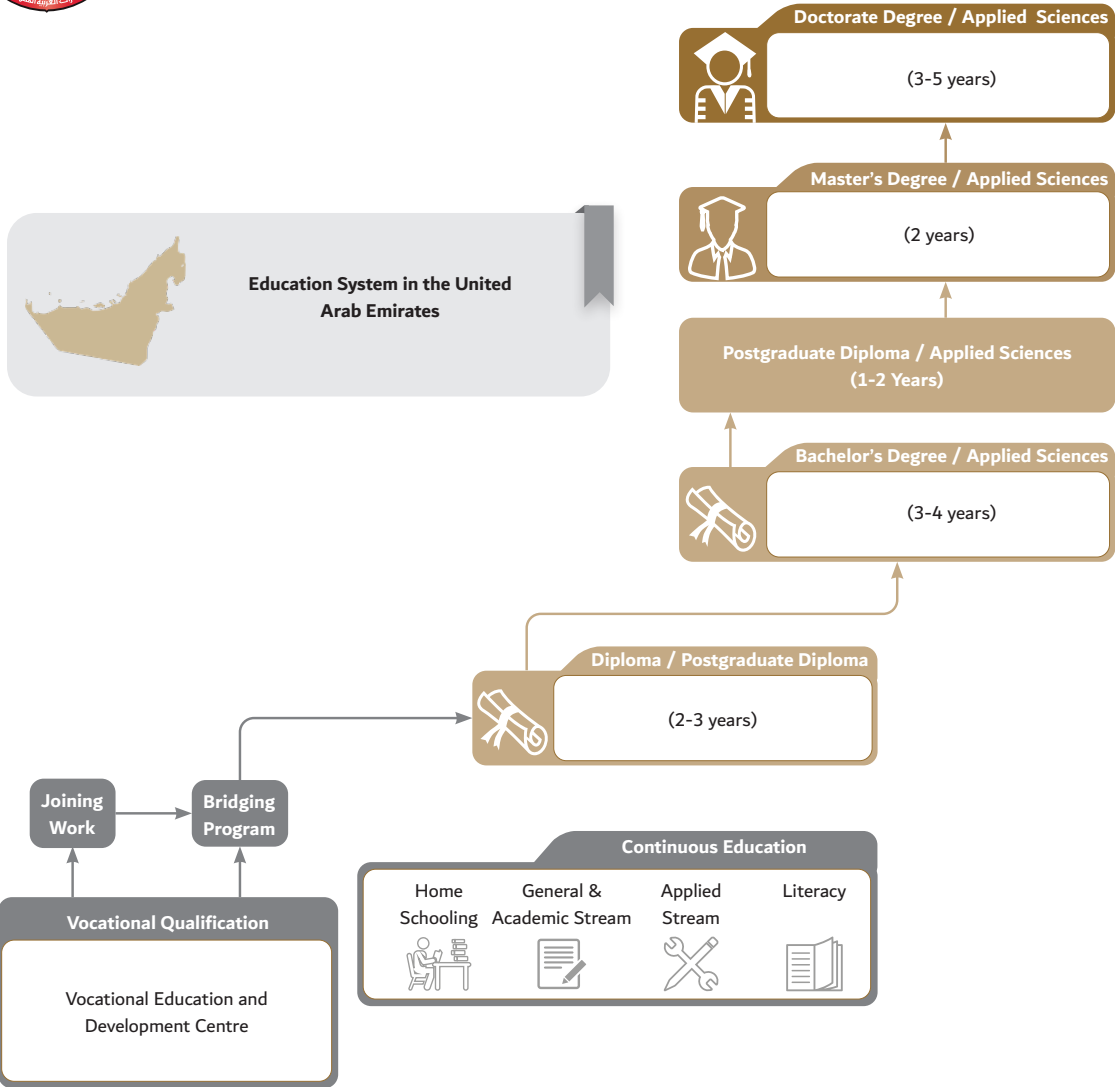 Doctorate Degree / Applied Sciences
(3-5 years)
Master's Degree / Applied Sciences
(2 years)
Education System in the United
Arab Emirates
Postgraduate Diploma / Applied Sciences
(1-2 Years)
Bachelor's Degree / Applied Sciences
(3-4 years)
Diploma / Postgraduate Diploma
(2-3 years)
Joining
Work
Bridging
Program
Continuous Education
Home
Schooling
General &
Academic Stream
Applied
Stream
Literacy
Vocational Qualification
Vocational Education and
Development Centre